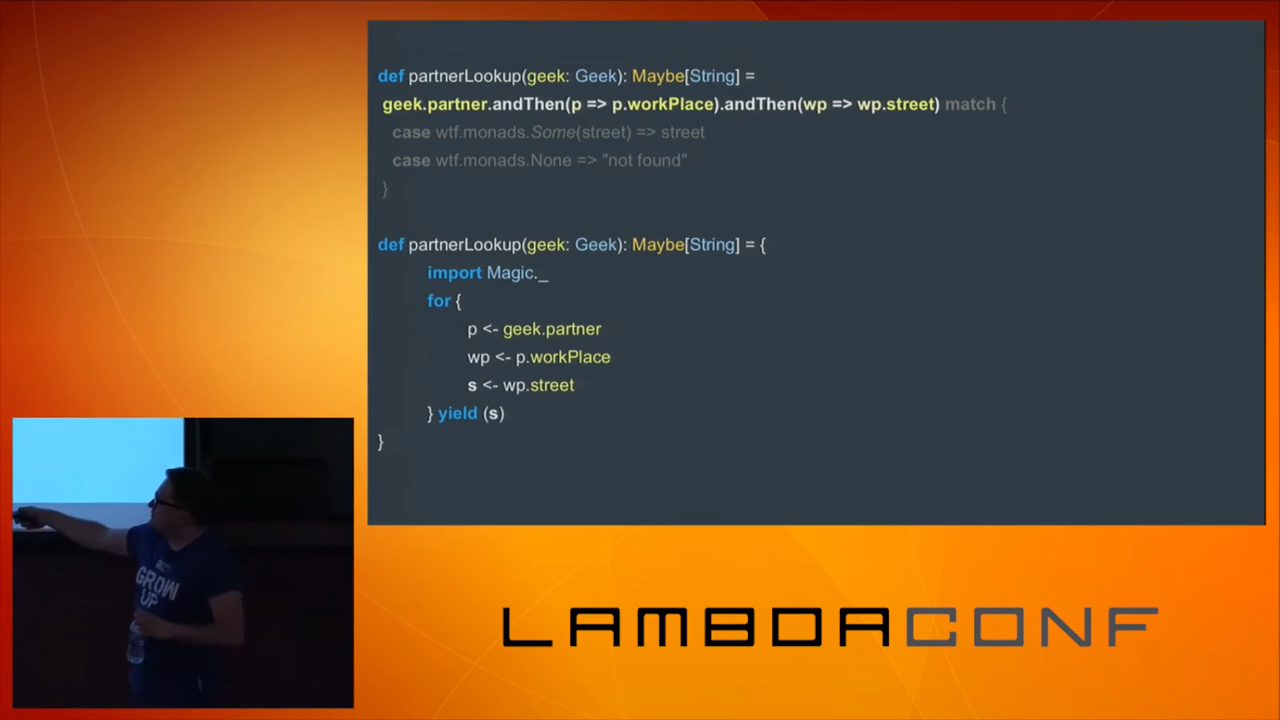 def partnerLookup(geek: Geek): Maybe[String] =
geek.partner.andThen(p => p.workPlace).andThen(wp => wp.street) match {
case wtf.monads.Some(street) => street
case wtf.monads.None => "not found"
}
def partnerLookup(geek: Geek): Maybe[String] = {
import Magic._
for {
p <- geek.partner
wp <- p.workPlace
s <- wp.street
} yield (s)
}
GROW
UP
LAMBDACONF